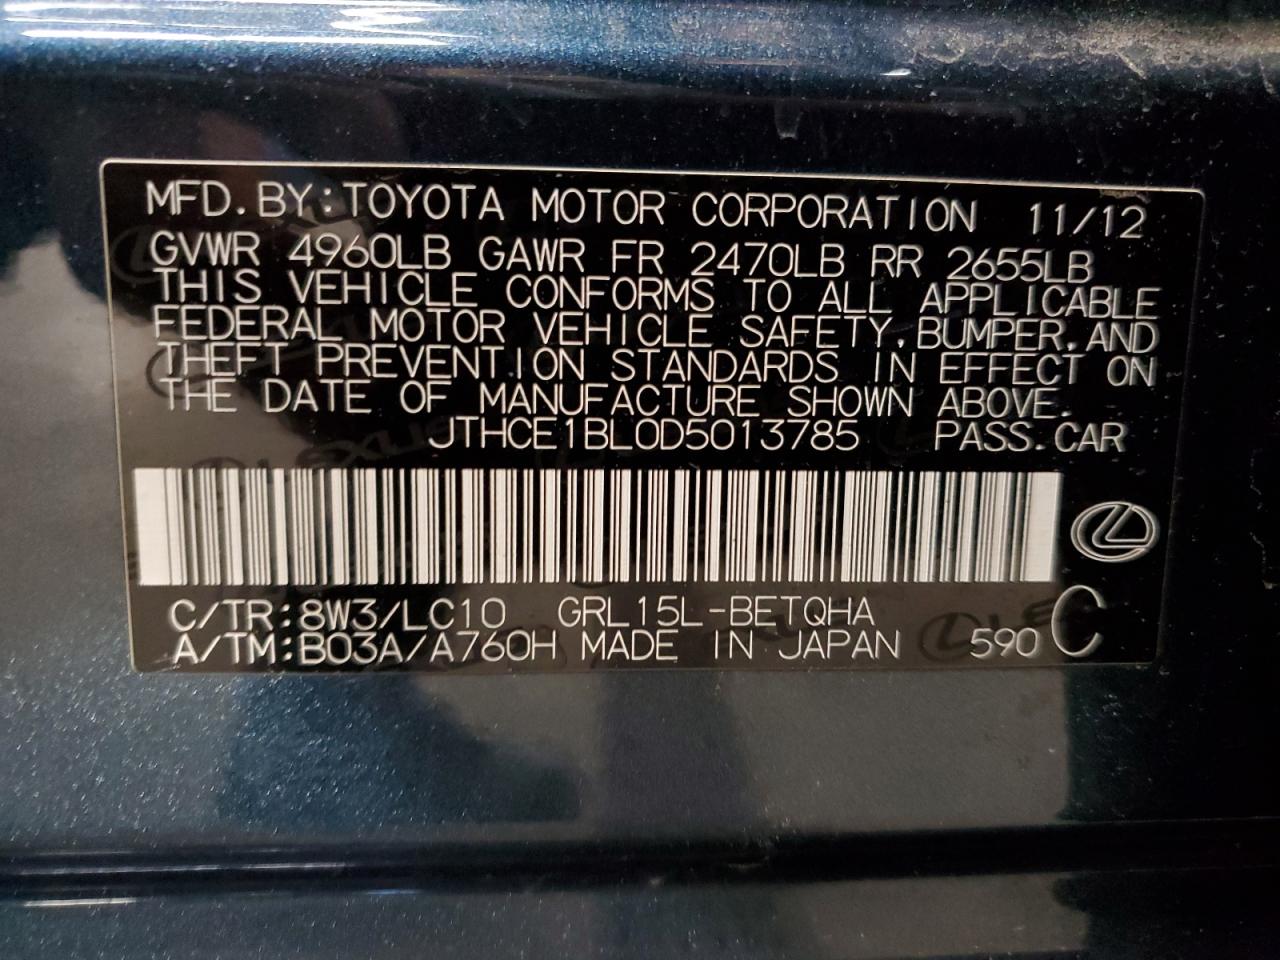 MFD. BY: TOYOTA MOTOR CORPORATION 11/12
GVWR 4960LB GAWR FR 2470LB RR 2655LB
THIS VEHICLE CONFORMS TO ALL APPLICABLE
FEDERAL MOTOR VEHICLE SAFETY, BUMPER, AND
THEFT PREVENTION STANDARDS IN EFFECT ON
THE DATE OF MANUFACTURE SHOWN ABOVE.
JTHCE1BL0D5013785 PASS. CAR
C/TR: 8W3/LC10 GRL15L-BETQHA
A/TM: B03A/A760H MADE IN JAPAN 590 C